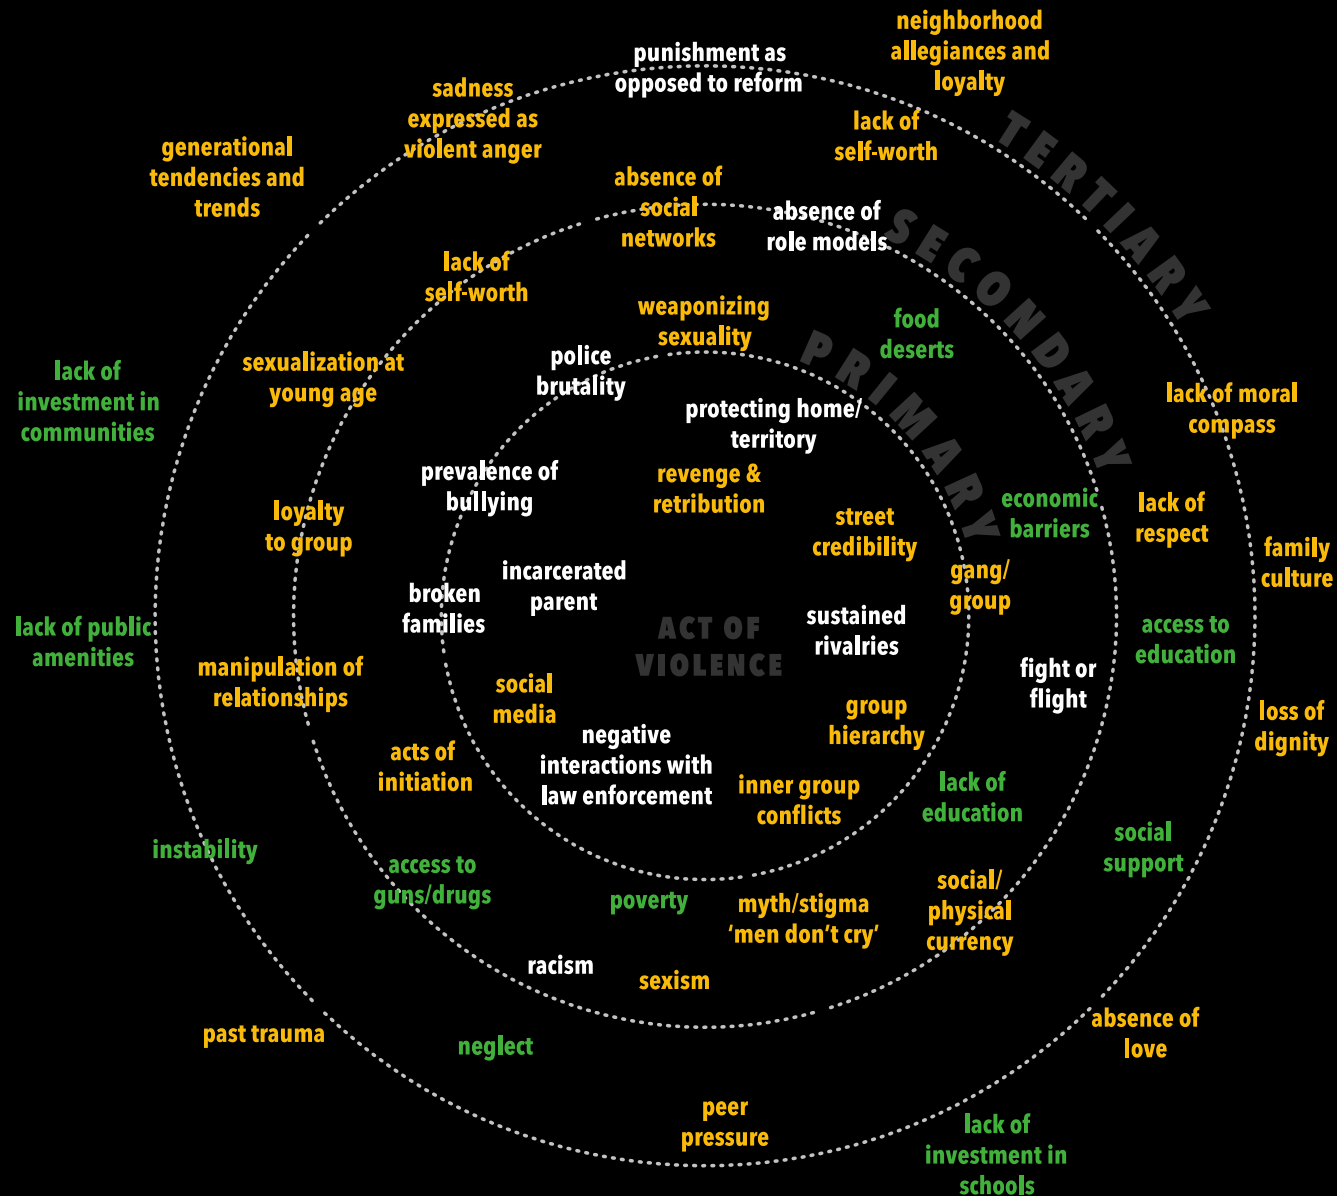 neighborhood
allegiances and
loyalty
punishment as
opposed to reform
sadness
expressed as
violent anger
lack of
self-worth
generational
tendencies and
trends
TERTIARY
absence of
social
networks
absence of
role models
SECONDARY
lack of
self-worth
weaponizing
sexuality
food
deserts
PRIMARY
police
brutality
sexualization at
young age
lack of
investment in
communities
lack of moral
compass
protecting home/
territory
prevalence of
bullying
revenge &
retribution
economic
barriers
lack of
respect
loyalty
to group
street
credibility
family
culture
incarcerated
parent
gang/
group
broken
families
sustained
rivalries
ACT OF
VIOLENCE
access to
education
lack of public
amenities
manipulation of
relationships
fight or
flight
social
media
group
hierarchy
loss of
dignity
negative
interactions with
law enforcement
acts of
initiation
inner group
conflicts
lack of
education
social
support
instability
access to
guns/drugs
poverty
myth/stigma
‘men don‘t cry‘
social/
physical
currency
racism
sexism
past trauma
neglect
absence of
love
peer
pressure
lack of
investment in
schools